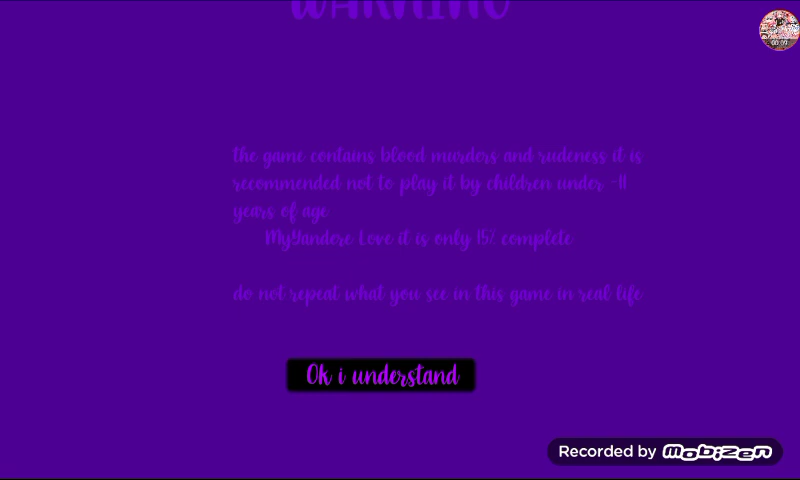 WARNING
the game contains blood murders and rudeness it is
recommended not to play it by children under -11
years of age
MyYandere Love it is only 15% complete
do not repeat what you see in this game in real life
Ok i understand
Recorded by mobizen